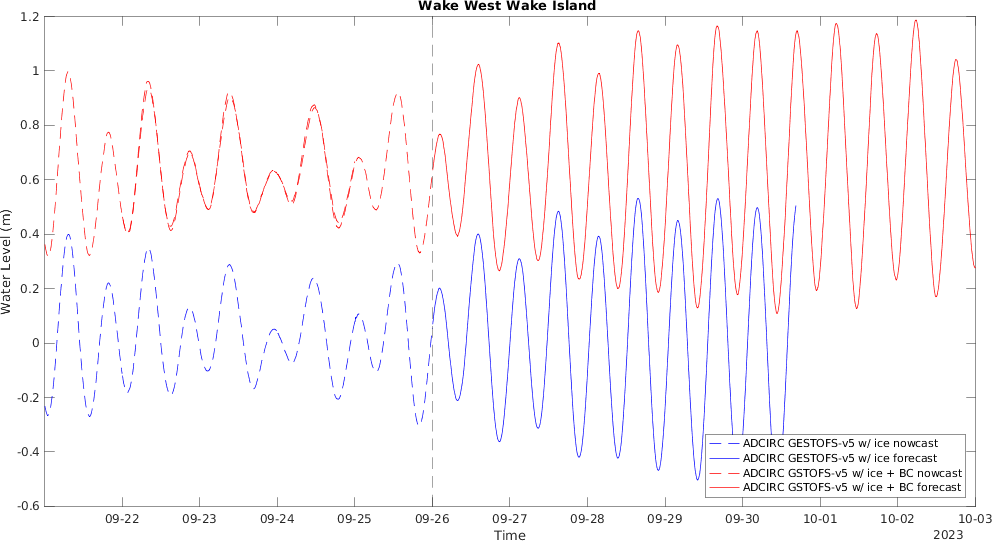 Wake West Wake Island
1.2
1
0.8
0.6
0.4
0.2
0
-0.2
-0.4
-0.6
Water Level (m)
ADCIRC GESTOFS-v5 w/ ice nowcast
ADCIRC GESTOFS-v5 w/ ice forecast
ADCIRC GSTOFS-v5 w/ ice + BC nowcast
ADCIRC GSTOFS-v5 w/ ice + BC forecast
09-22 09-23 09-24 09-25 09-26 09-27 09-28 09-29 09-30 10-01 10-02 10-03
Time
2023